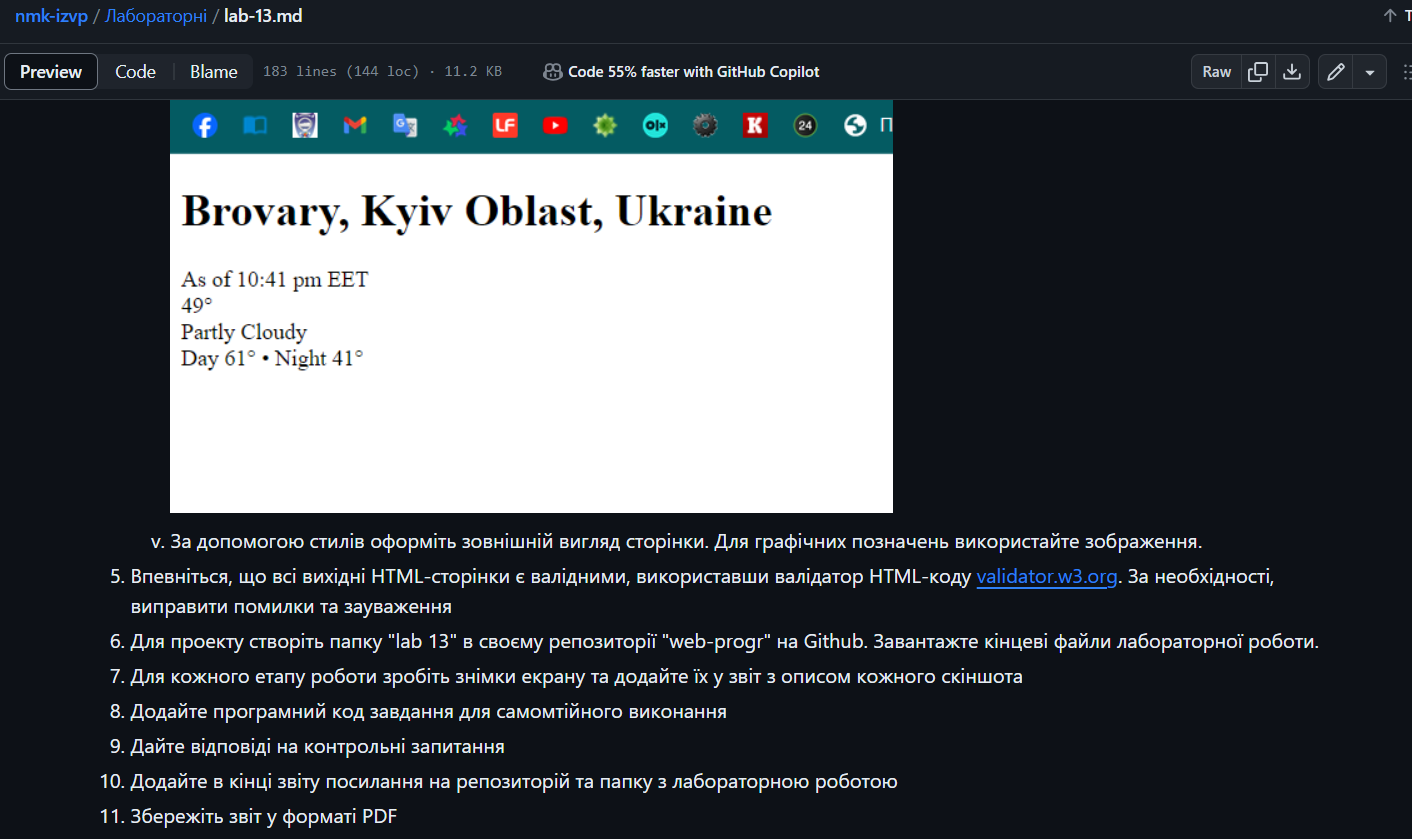 nmk-izvp / Лабораторні / lab-13.md
Preview Code Blame 183 lines (144 loc) · 11.2 KB Code 55% faster with GitHub Copilot Raw
LF olx K 24 П
Brovary, Kyiv Oblast, Ukraine
As of 10:41 pm EET
49°
Partly Cloudy
Day 61° • Night 41°
v. За допомогою стилів оформіть зовнішній вигляд сторінки. Для графічних позначень використайте зображення.
5. Впевніться, що всі вихідні HTML-сторінки є валідними, використавши валідатор HTML-коду validator.w3.org. За необхідності,
виправити помилки та зауваження
6. Для проекту створіть папку "lab 13" в своєму репозиторії "web-progr" на Github. Завантажте кінцеві файли лабораторної роботи.
7. Для кожного етапу роботи зробіть знімки екрану та додайте їх у звіт з описом кожного скіншота
8. Додайте програмний код завдання для самомтійного виконання
9. Дайте відповіді на контрольні запитання
10. Додайте в кінці звіту посилання на репозиторій та папку з лабораторною роботою
11. Збережіть звіт у форматі PDF